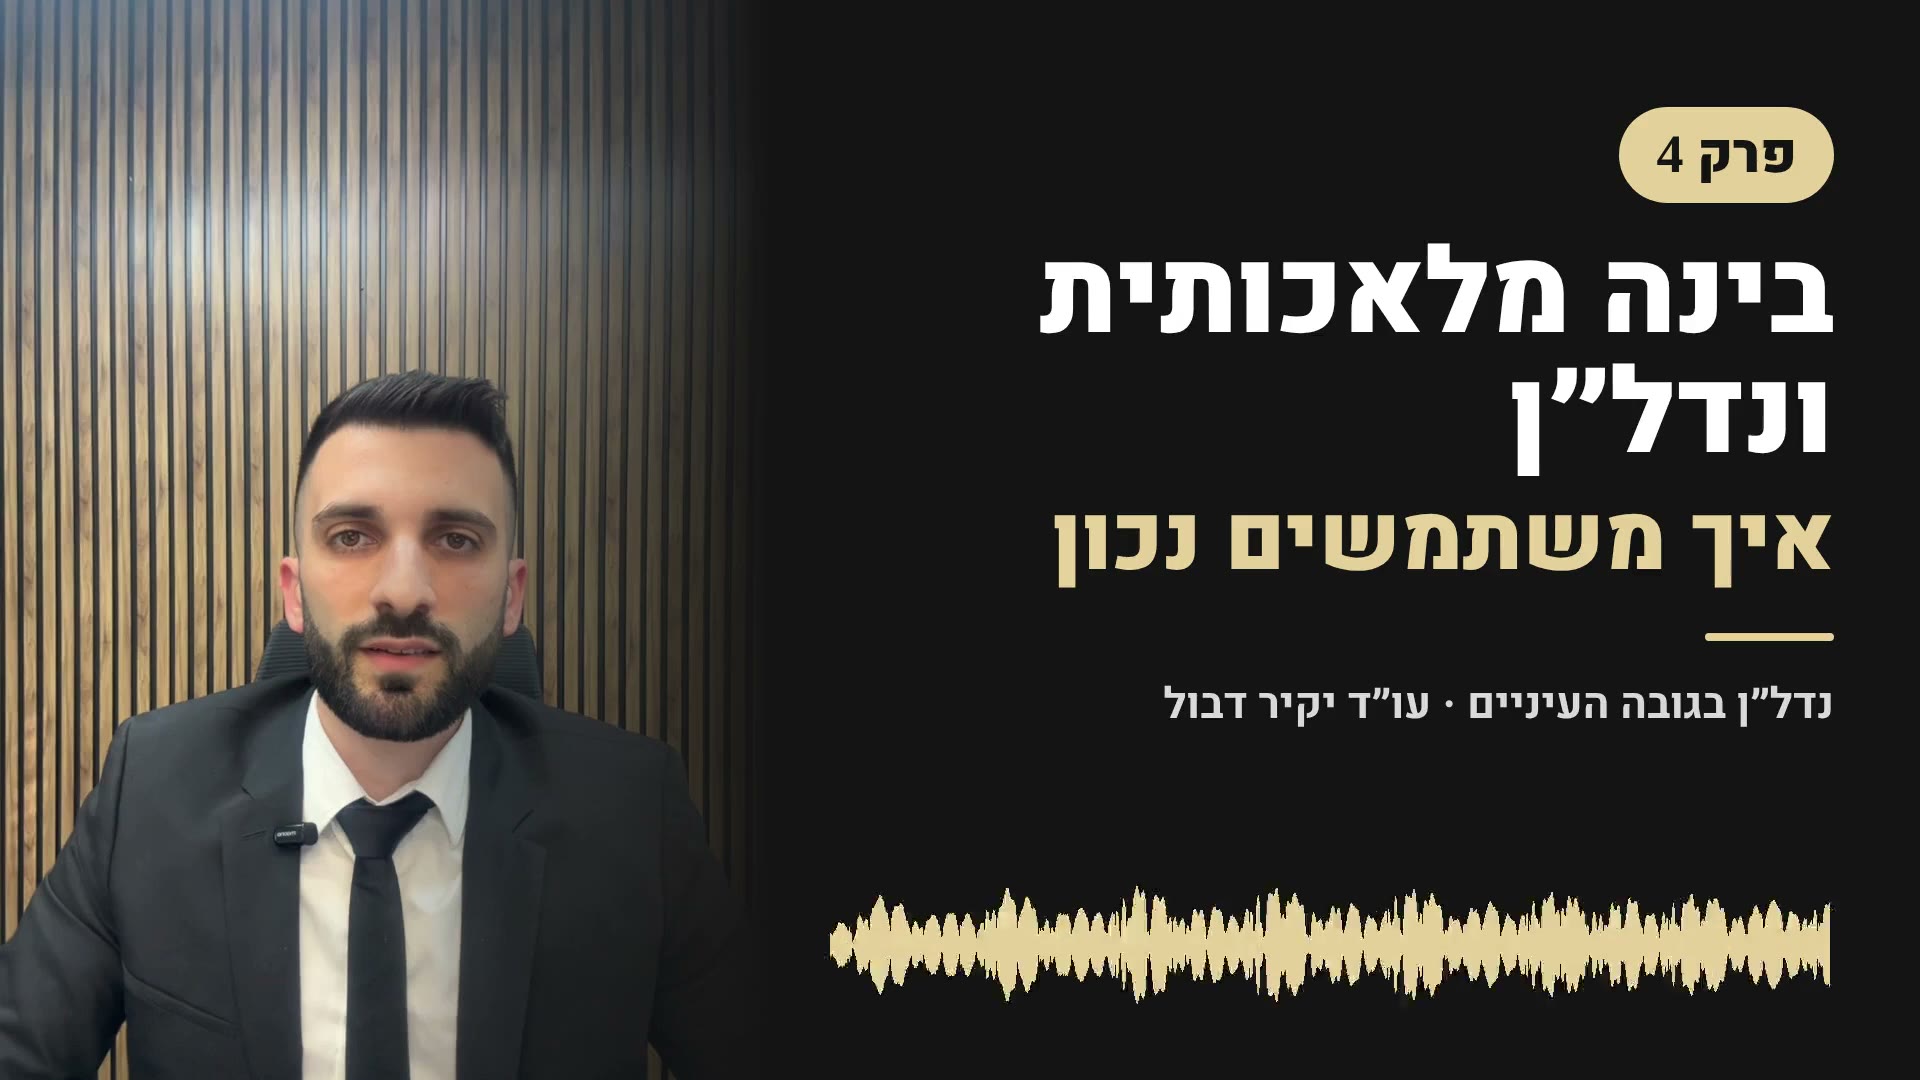 פרק 4
בינה מלאכותית
ונדל״ן
איך משתמשים נכון
נדל״ן בגובה העיניים · עו״ד יקיר דבול